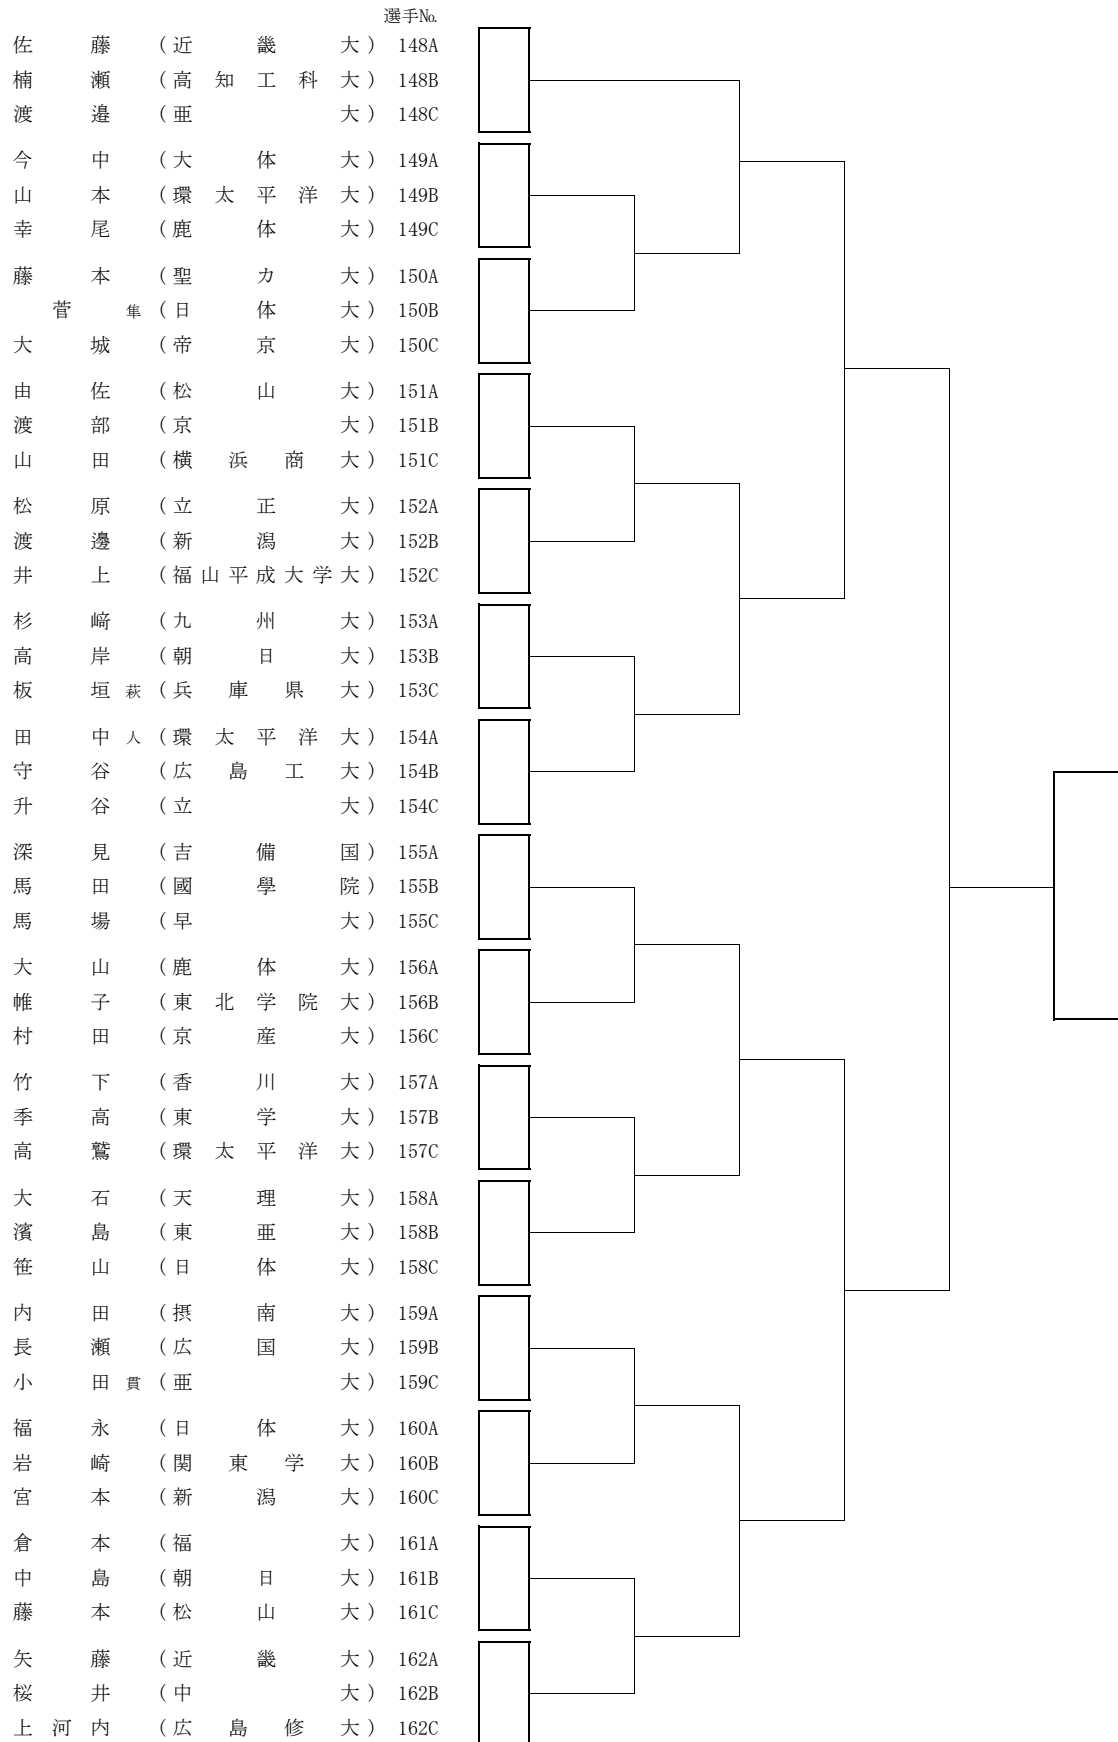 選手№
佐藤（近畿大）148A
楠瀬（高知工科大）148B
渡邉（亜大）148C
今中（大体大）149A
山本（環太平洋大）149B
幸尾（鹿体大）149C
藤本（聖カ大）150A
菅隼（日体大）150B
大城（帝京大）150C
由佐（松山大）151A
渡部（京大）151B
山田（横浜商大）151C
松原（立正大）152A
渡邊（新潟大）152B
井上（福山平成大学大）152C
杉﨑（九州大）153A
高岸（朝日大）153B
板垣萩（兵庫県大）153C
田中人（環太平洋大）154A
守谷（広島工大）154B
升谷（立大）154C
深見（吉備国）155A
馬田（國學院）155B
馬場（早大）155C
大山（鹿体大）156A
帷子（東北学院大）156B
村田（京産大）156C
竹下（香川大）157A
季高（東学大）157B
高鷲（環太平洋大）157C
大石（天理大）158A
濱島（東亜大）158B
笹山（日体大）158C
内田（摂南大）159A
長瀬（広国大）159B
小田貫（亜大）159C
福永（日体大）160A
岩崎（関東学大）160B
宮本（新潟大）160C
倉本（福大）161A
中島（朝日大）161B
藤本（松山大）161C
矢藤（近畿大）162A
桜井（中大）162B
上河内（広島修大）162C